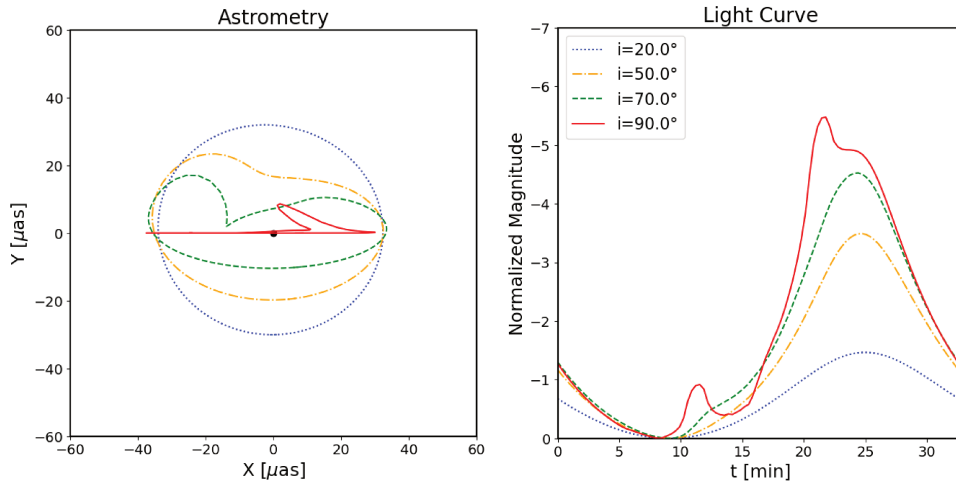 Astrometry
60
40
20
0
−20
−40
−60
−60
−40
−20
0
20
40
60
Y [μas]
X [μas]
Light Curve
−7
−6
−5
−4
−3
−2
−1
0
0
5
10
15
20
25
30
Normalized Magnitude
t [min]
i=20.0°
i=50.0°
i=70.0°
i=90.0°